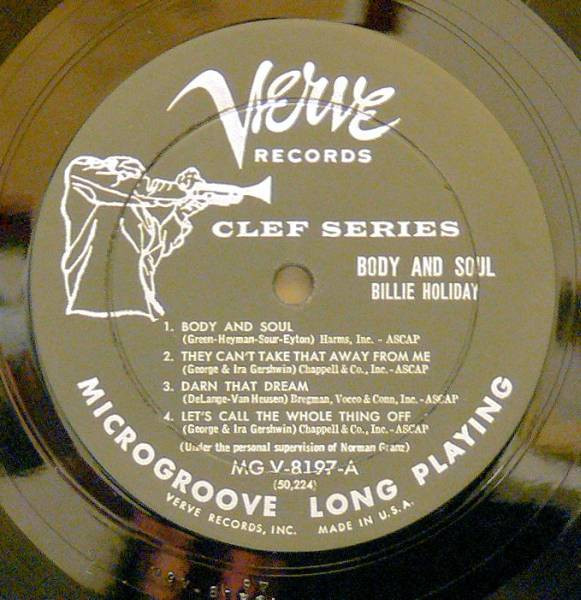 Verve
RECORDS
CLEF SERIES
BODY AND SOUL
BILLIE HOLIDAY
1. BODY AND SOUL
(Green-Heyman-Sour-Eyton) Harms, Inc. - ASCAP
2. THEY CAN'T TAKE THAT AWAY FROM ME
(George & Ira Gershwin) Chappell & Co., Inc. - ASCAP
3. DARN THAT DREAM
(DeLange-Van Heusen) Bregman, Vocco & Conn, Inc. - ASCAP
4. LET'S CALL THE WHOLE THING OFF
(George & Ira Gershwin) Chappell & Co., Inc. - ASCAP
(Under the personal supervision of Norman Granz)
MG V-8197-A
(50,224)
MICROGROOVE LONG PLAYING
VERVE RECORDS, INC. MADE IN U.S.A.